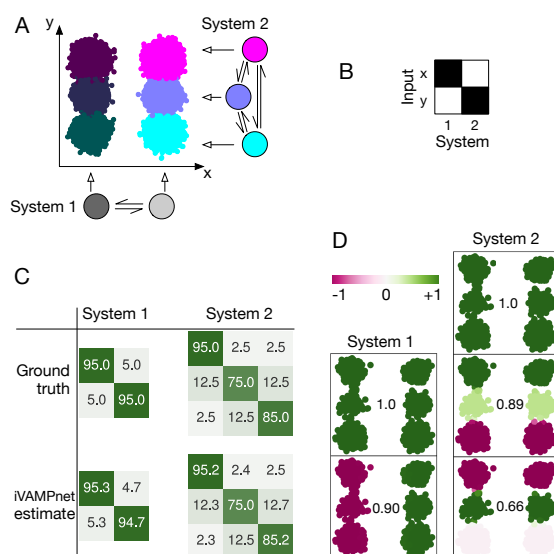 A
y
System 2
x
System 1
B
Input
x
y
1 2
System
C
System 1
System 2
Ground
truth
95.0 5.0
5.0 95.0
95.0 2.5 2.5
12.5 75.0 12.5
2.5 12.5 85.0
iVAMPnet
estimate
95.3 4.7
5.3 94.7
95.2 2.4 2.5
12.3 75.0 12.7
2.3 12.5 85.2
D
-1 0 +1
System 1
1.0
0.90
System 2
1.0
0.89
0.66